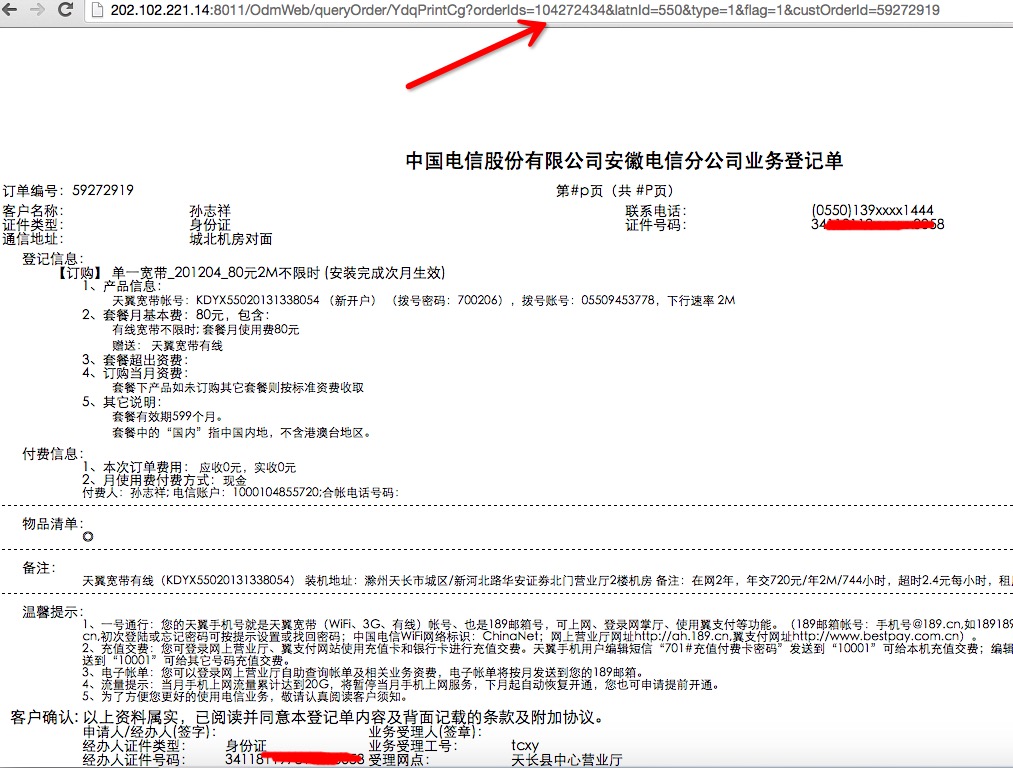 202.102.221.14:8011/OdmWeb/queryOrder/YdqPrintCg?orderIds=104272434&latnId=550&type=1&flag=1&custOrderId=59272919
中国电信股份有限公司安徽电信分公司业务登记单
订单编号: 59272919 第#p页（共 #P页）
客户名称: 孙志祥 联系电话: (0550)139xxxx1444
证件类型: 身份证 证件号码:
通信地址: 城北机房对面
登记信息:
【订购】 单一宽带_201204_80元2M不限时 (安装完成次月生效)
1、产品信息:
天翼宽带帐号: KDYX55020131338054 （新开户） （拨号密码: 700206），拨号账号: 05509453778，下行速率 2M
2、套餐月基本费: 80元，包含:
有线宽带不限时; 套餐月使用费80元
赠送: 天翼宽带有线
3、套餐超出资费:
4、订购当月资费:
套餐下产品如未订购其它套餐则按标准资费收取
5、其它说明:
套餐有效期599个月。
套餐中的“国内”指中国内地，不含港澳台地区。
付费信息:
1、本次订单费用: 应收0元，实收0元
2、月使用费付费方式: 现金
付费人: 孙志祥; 电信账户: 1000104855720;合帐电话号码:
物品清单:
◎
备注:
天翼宽带有线（KDYX55020131338054） 装机地址: 滁州天长市城区/新河北路华安证券北门营业厅2楼机房 备注: 在网2年，年交720元/年2M/744小时，超时2.4元每小时，租
温馨提示:
1、一号通行: 您的天翼手机号就是天翼宽带（WiFi、3G、有线）帐号、也是189邮箱号，可上网、登录网掌厅、使用翼支付等功能。（189邮箱帐号: 手机号@189.cn,如189189
cn,初次登陆或忘记密码可按提示设置或找回密码; 中国电信WiFi网络标识: ChinaNet; 网上营业厅网址http://ah.189.cn,翼支付网址http://www.bestpay.com.cn）。
2、充值交费: 您可登录网上营业厅、翼支付网站使用充值卡和银行卡进行充值交费。天翼手机用户编辑短信“701#充值付费卡密码”发送到“10001”可给本机充值交费; 编辑
送到“10001”可给其它号码充值交费。
3、电子帐单: 您可以登录网上营业厅自助查询帐单及相关业务资费，电子帐单将按月发送到您的189邮箱。
4、流量提示: 当月手机上网流量累计达到20G，将暂停当月手机上网服务，下月起自动恢复开通，您也可申请提前开通。
5、为了方便您更好的使用电信业务，敬请认真阅读客户须知。
客户确认: 以上资料属实，已阅读并同意本登记单内容及背面记载的条款及附加协议。
申请人/经办人(签字): 业务受理人(签章):
经办人证件类型: 身份证 业务受理工号: tcxy
经办人证件号码: 受理网点: 天长县中心营业厅